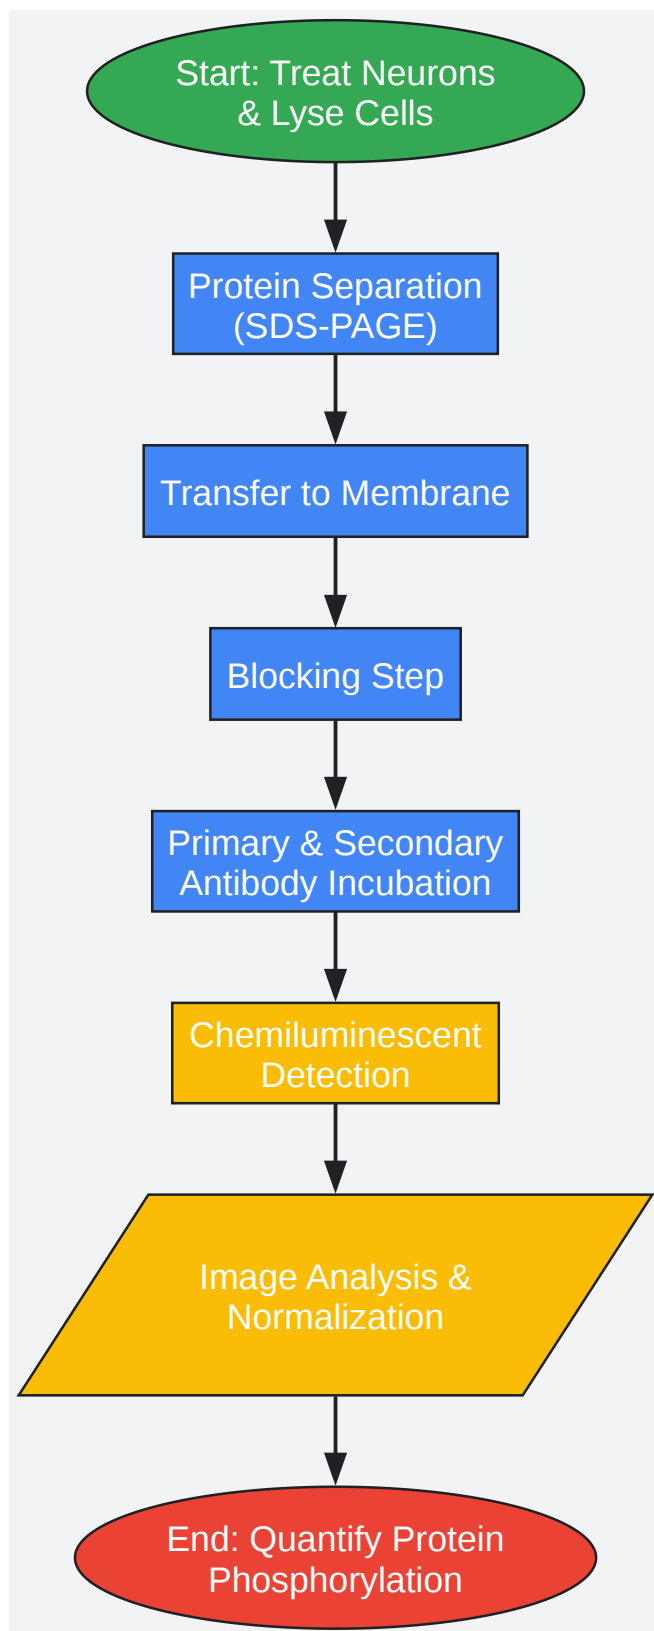 Start: Treat Neurons
& Lyse Cells
Protein Separation
(SDS-PAGE)
Transfer to Membrane
Blocking Step
Primary & Secondary
Antibody Incubation
Chemiluminescent
Detection
Image Analysis &
Normalization
End: Quantify Protein
Phosphorylation